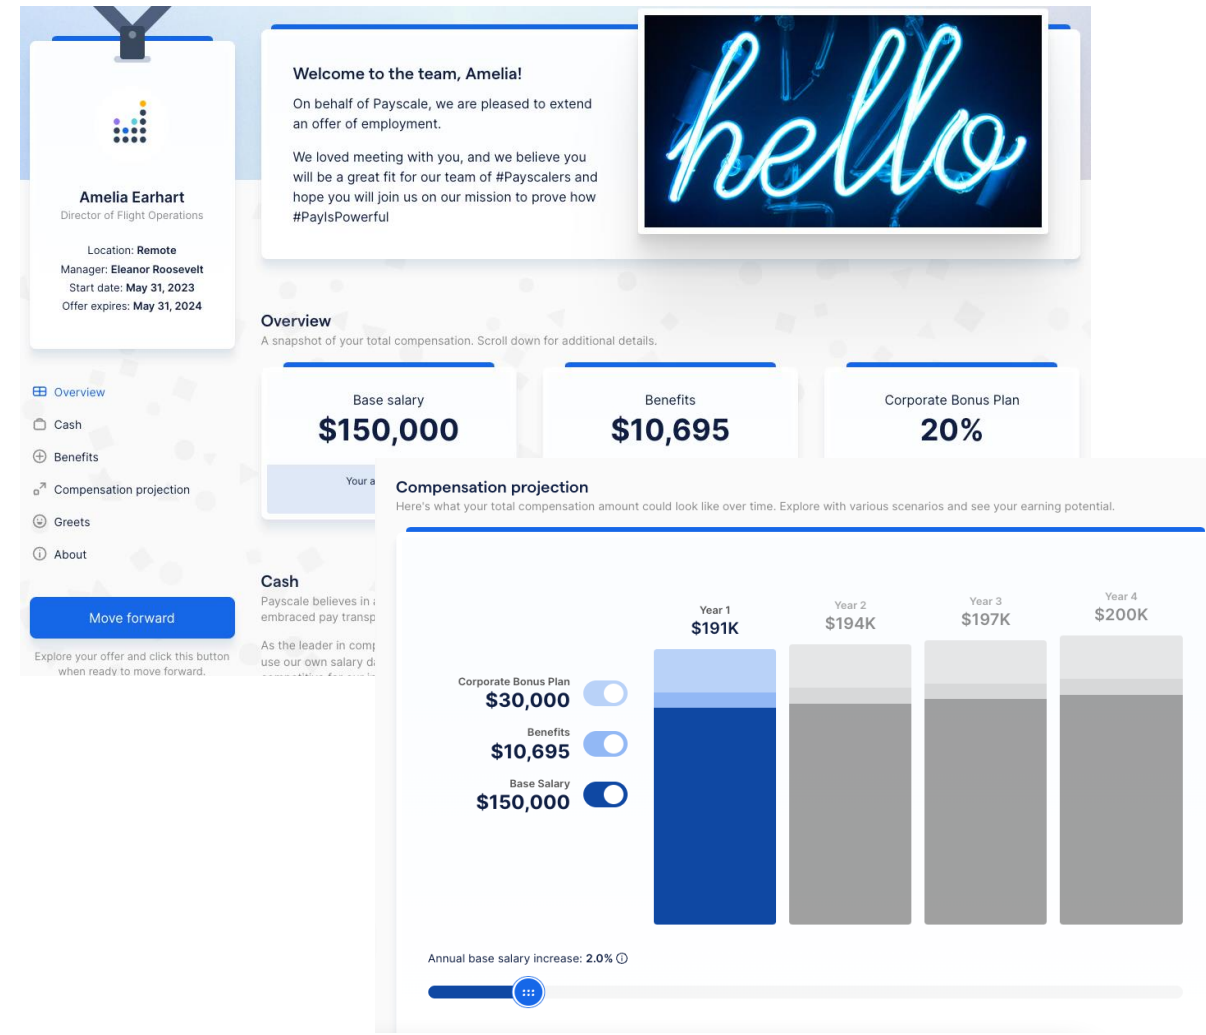 Amelia Earhart
Director of Flight Operations
Location: Remote
Manager: Eleanor Roosevelt
Start date: May 31, 2023
Offer expires: May 31, 2024
Overview
Cash
Benefits
Compensation projection
Greets
About
Move forward
Explore your offer and click this button
when ready to move forward.
Welcome to the team, Amelia!
On behalf of Payscale, we are pleased to extend
an offer of employment.
We loved meeting with you, and we believe you
will be a great fit for our team of #Payscalers and
hope you will join us on our mission to prove how
#PayIsPowerful
hello
Overview
A snapshot of your total compensation. Scroll down for additional details.
Base salary
$150,000
Your a
Benefits
$10,695
Corporate Bonus Plan
20%
Cash
Payscale believes in
embraced pay transp
As the leader in comp
use our own salary da
Compensation projection
Here's what your total compensation amount could look like over time. Explore with various scenarios and see your earning potential.
Corporate Bonus Plan
$30,000
Benefits
$10,695
Base Salary
$150,000
Year 1
$191K
Year 2
$194K
Year 3
$197K
Year 4
$200K
Annual base salary increase: 2.0%